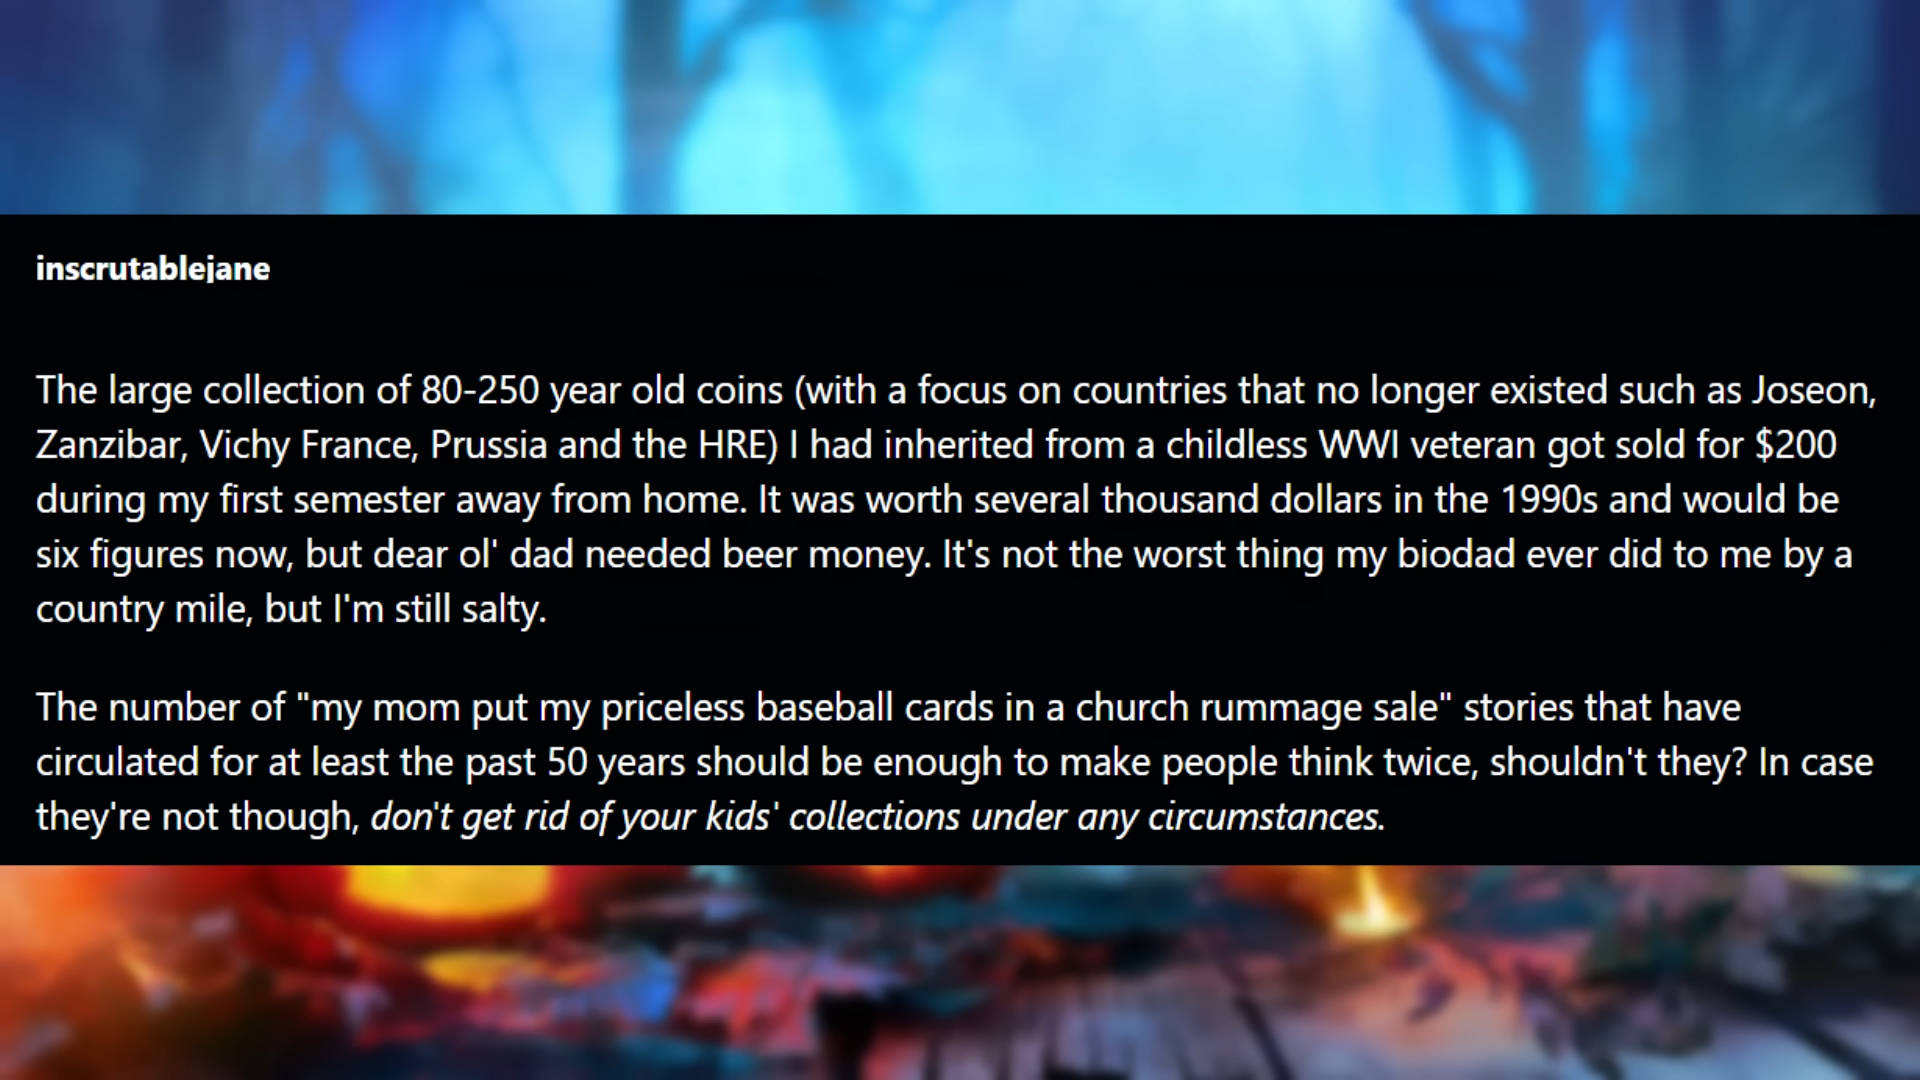 inscrutablejane
The large collection of 80-250 year old coins (with a focus on countries that no longer existed such as Joseon,
Zanzibar, Vichy France, Prussia and the HRE) I had inherited from a childless WWI veteran got sold for $200
during my first semester away from home. It was worth several thousand dollars in the 1990s and would be
six figures now, but dear ol' dad needed beer money. It's not the worst thing my biodad ever did to me by a
country mile, but I'm still salty.
The number of "my mom put my priceless baseball cards in a church rummage sale" stories that have
circulated for at least the past 50 years should be enough to make people think twice, shouldn't they? In case
they're not though, don't get rid of your kids' collections under any circumstances.